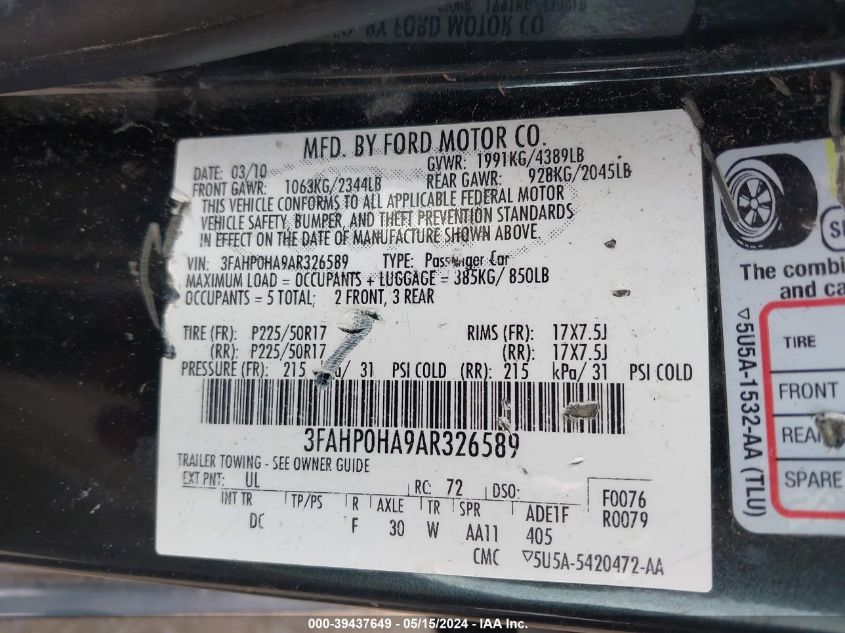 MFD. BY FORD MOTOR CO.
DATE: 03/10 GVWR: 1991KG/4389LB
FRONT GAWR: 1063KG/2344LB REAR GAWR: 928KG/2045LB
THIS VEHICLE CONFORMS TO ALL APPLICABLE FEDERAL MOTOR
VEHICLE SAFETY, BUMPER, AND THEFT PREVENTION STANDARDS
IN EFFECT ON THE DATE OF MANUFACTURE SHOWN ABOVE.
VIN: 3FAHP0HA9AR326589 TYPE: Passenger Car
MAXIMUM LOAD = OCCUPANTS + LUGGAGE = 385KG/ 850LB
OCCUPANTS = 5 TOTAL; 2 FRONT, 3 REAR
TIRE (FR): P225/50R17 RIMS (FR): 17X7.5J
(RR): P225/50R17 (RR): 17X7.5J
PRESSURE (FR): 215 kPa/ 31 PSI COLD (RR): 215 kPa/ 31 PSI COLD
3FAHP0HA9AR326589
TRAILER TOWING - SEE OWNER GUIDE
EXT PNT: UL RC: 72 DSO: F0076
INT TR TP/PS R AXLE TR SPR ADE1F R0079
DC F 30 W AA11 405
CMC ▽5U5A-5420472-AA
The combi
and ca
▽5U5A-1532-AA (TLU)
TIRE
FRONT
REA
SPARE
000-39437649 - 05/15/2024 - IAAI.COM